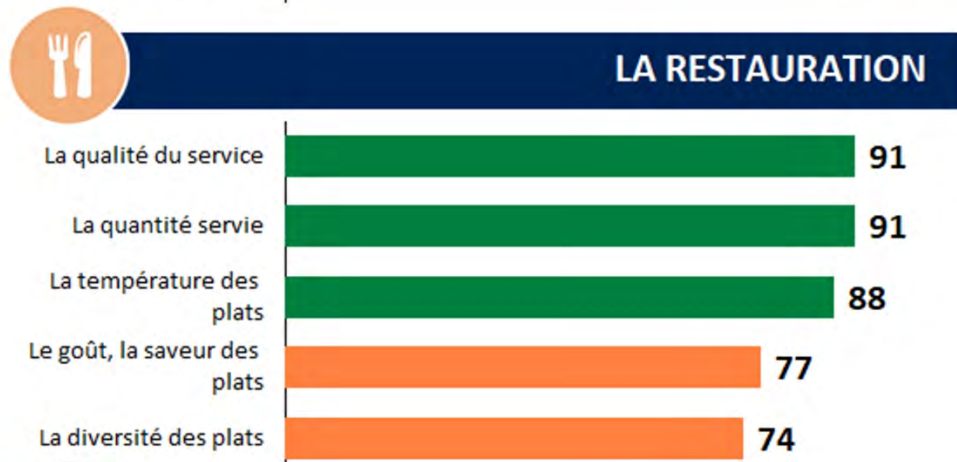 LA RESTAURATION
La qualité du service
91
La quantité servie
91
La température des
plats
88
Le goût, la saveur des
plats
77
La diversité des plats
74